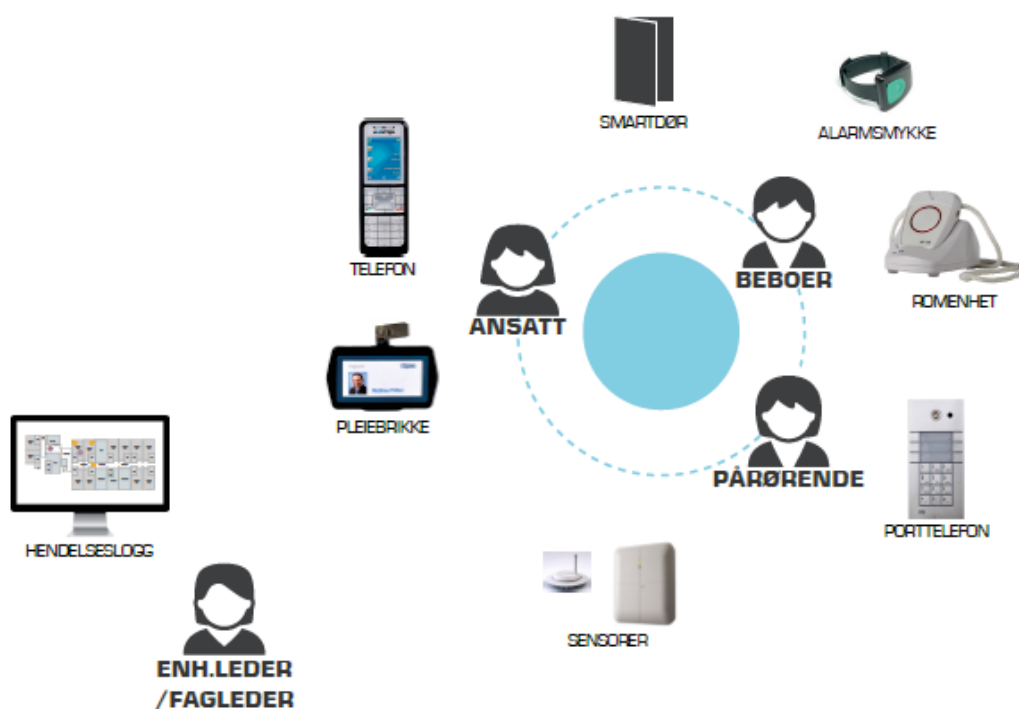 SMARTDØR
ALARMSMYKKE
TELEFON
BEBOER
ROMENHET
ANSATT
PLEIEBRIKKE
PÅRØRENDE
PORTTELEFON
HENDELSESLOGG
SENSORER
ENH.LEDER
/FAGLEDER